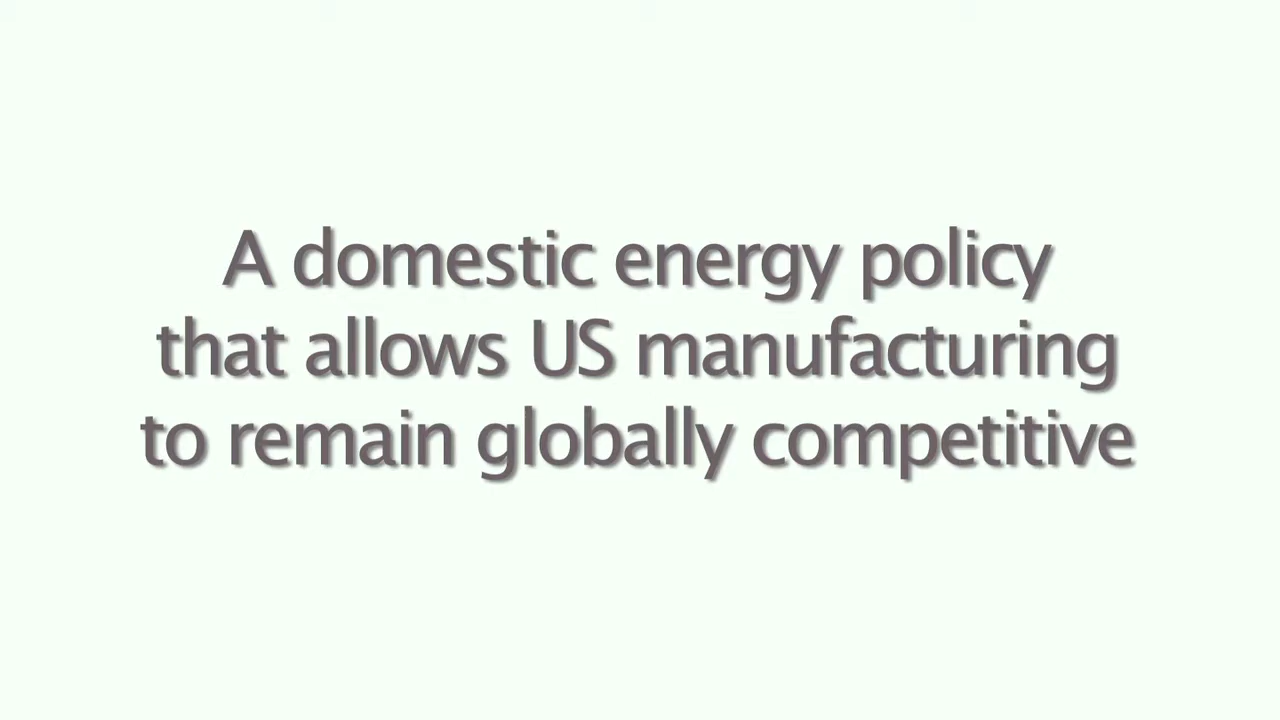 A domestic energy policy
that allows US manufacturing
to remain globally competitive